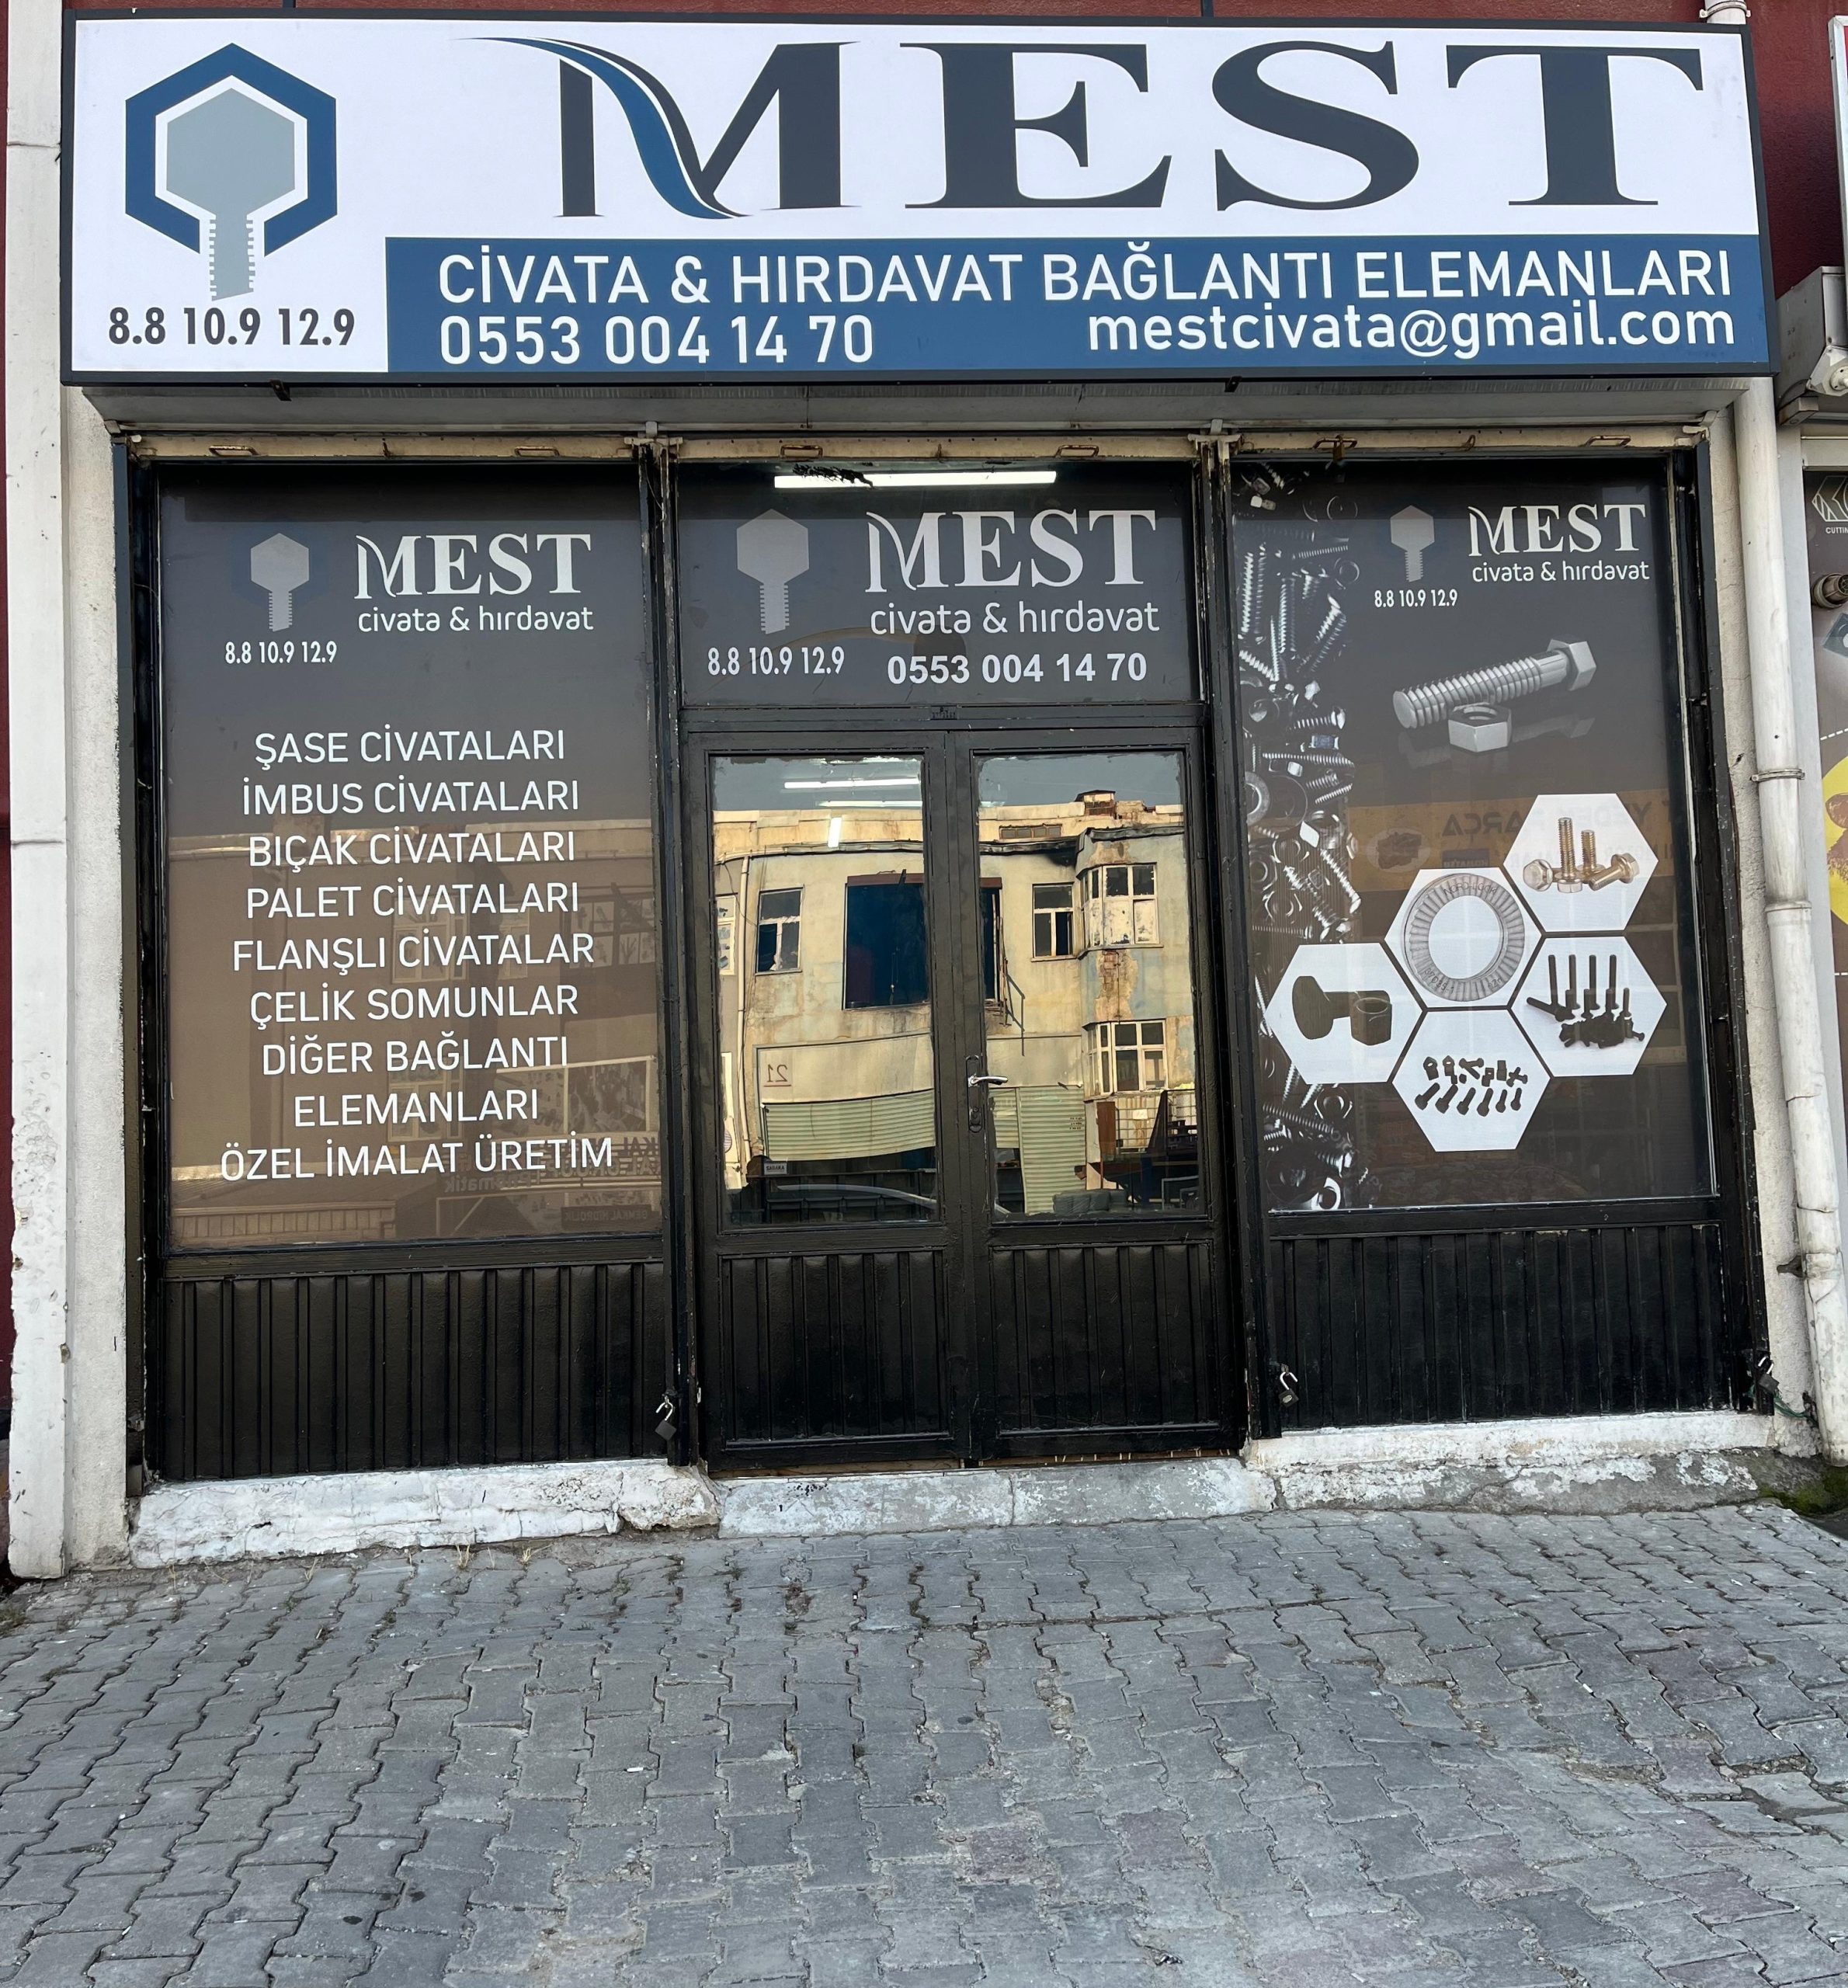 MEST
CİVATA & HIRDAVAT BAĞLANTI ELEMANLARI
0553 004 14 70 mestcivata@gmail.com
8.8 10.9 12.9
MEST
civata & hırdavat
8.8 10.9 12.9
ŞASE CİVATALARI
İMBUS CİVATALARI
BIÇAK CİVATALARI
PALET CİVATALARI
FLANŞLI CİVATALAR
ÇELİK SOMUNLAR
DİĞER BAĞLANTI
ELEMANLARI
ÖZEL İMALAT ÜRETİM
MEST
civata & hırdavat
8.8 10.9 12.9
0553 004 14 70
MEST
civata & hırdavat
8.8 10.9 12.9
21